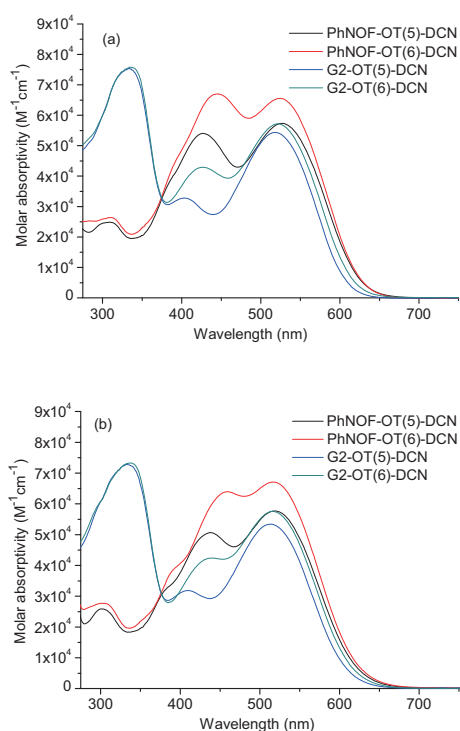 (a)
PhNOF-OT(5)-DCN
PhNOF-OT(6)-DCN
G2-OT(5)-DCN
G2-OT(6)-DCN
Molar absorptivity (M⁻¹cm⁻¹)
9x10⁴
8x10⁴
7x10⁴
6x10⁴
5x10⁴
4x10⁴
3x10⁴
2x10⁴
1x10⁴
0
300 400 500 600 700
Wavelength (nm)
(b)
PhNOF-OT(5)-DCN
PhNOF-OT(6)-DCN
G2-OT(5)-DCN
G2-OT(6)-DCN
Molar absorptivity (M⁻¹cm⁻¹)
9x10⁴
8x10⁴
7x10⁴
6x10⁴
5x10⁴
4x10⁴
3x10⁴
2x10⁴
1x10⁴
0
300 400 500 600 700
Wavelength (nm)